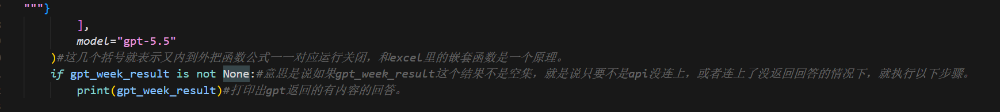 """}
],
model="gpt-5.5"
)#这几个括号就表示又内到外把函数公式一一对应运行关闭，和excel里的嵌套函数是一个原理。
if gpt_week_result is not None:#意思是说如果gpt_week_result这个结果不是空集，就是说只要不是api没连上，或者连上了没返回回答的情况下，就执行以下步骤。
print(gpt_week_result)#打印出gpt返回的有内容的回答。